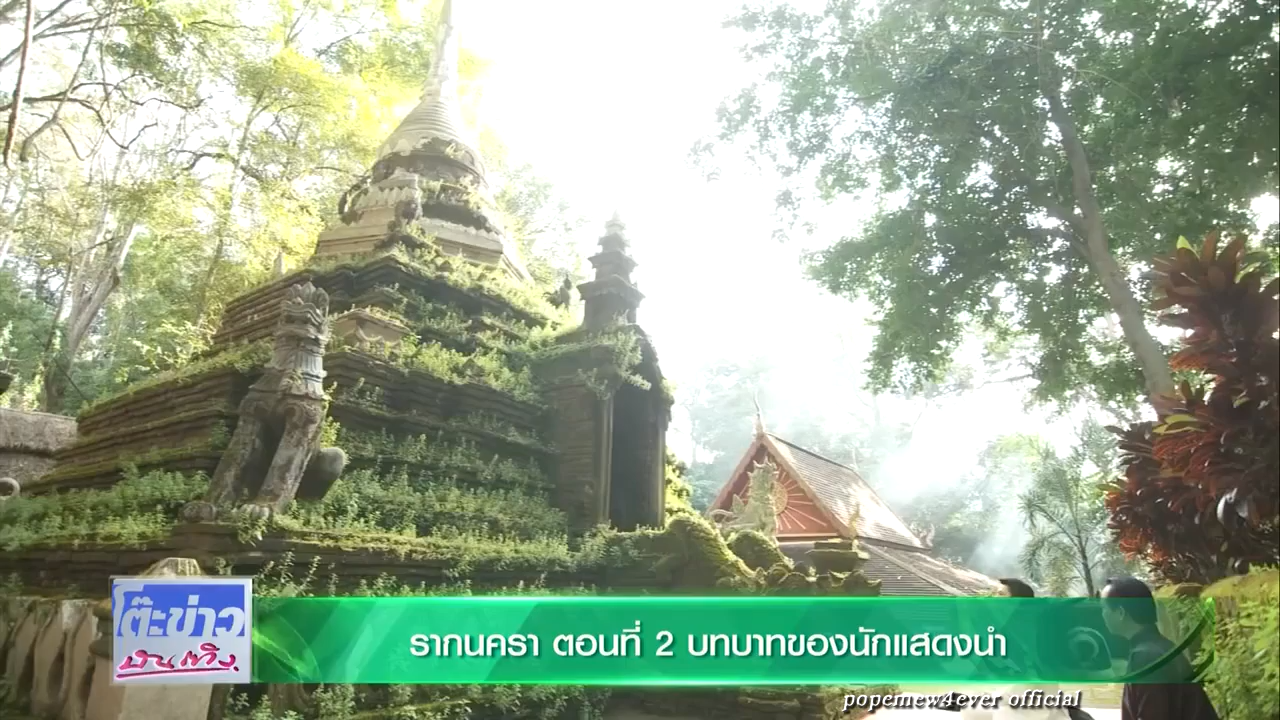 โต๊ะข่าว
บันเทิง
รากนครา ตอนที่ 2 บทบาทของนักแสดงนำ
popemew4ever official